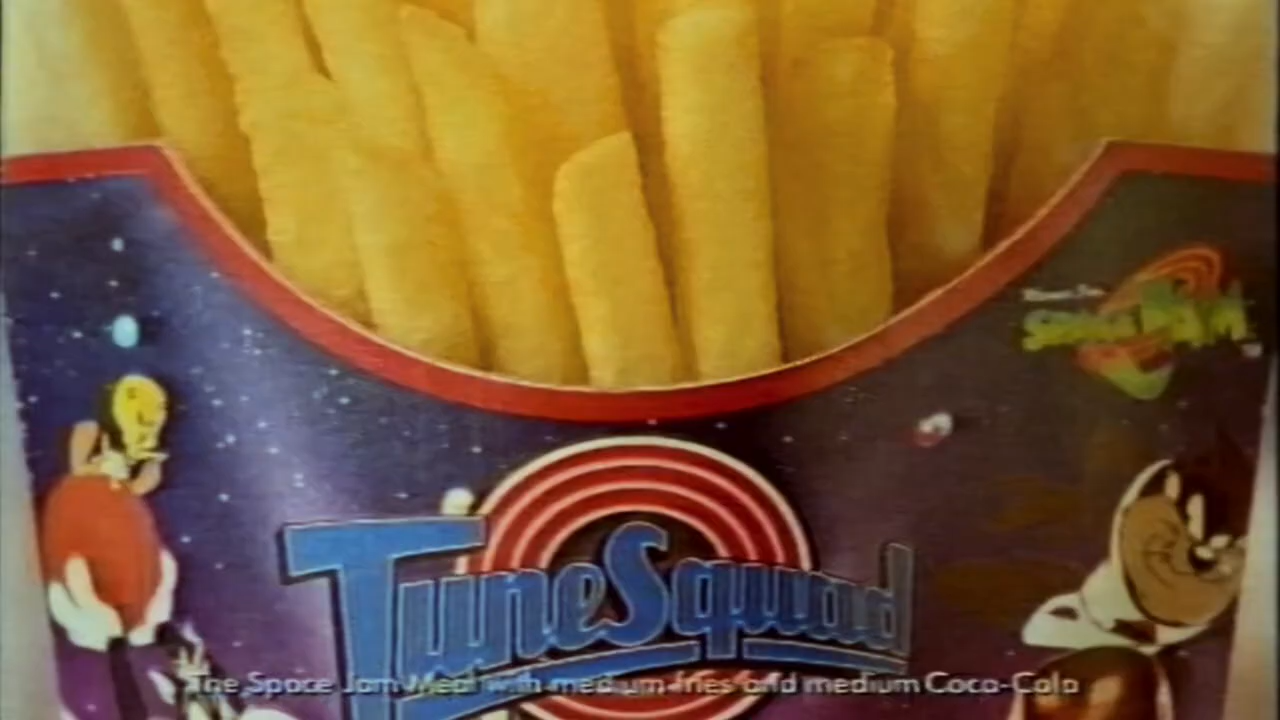 SPACE JAM
TuneSquad
The Space Jam Meal with medium fries and medium Coca-Cola